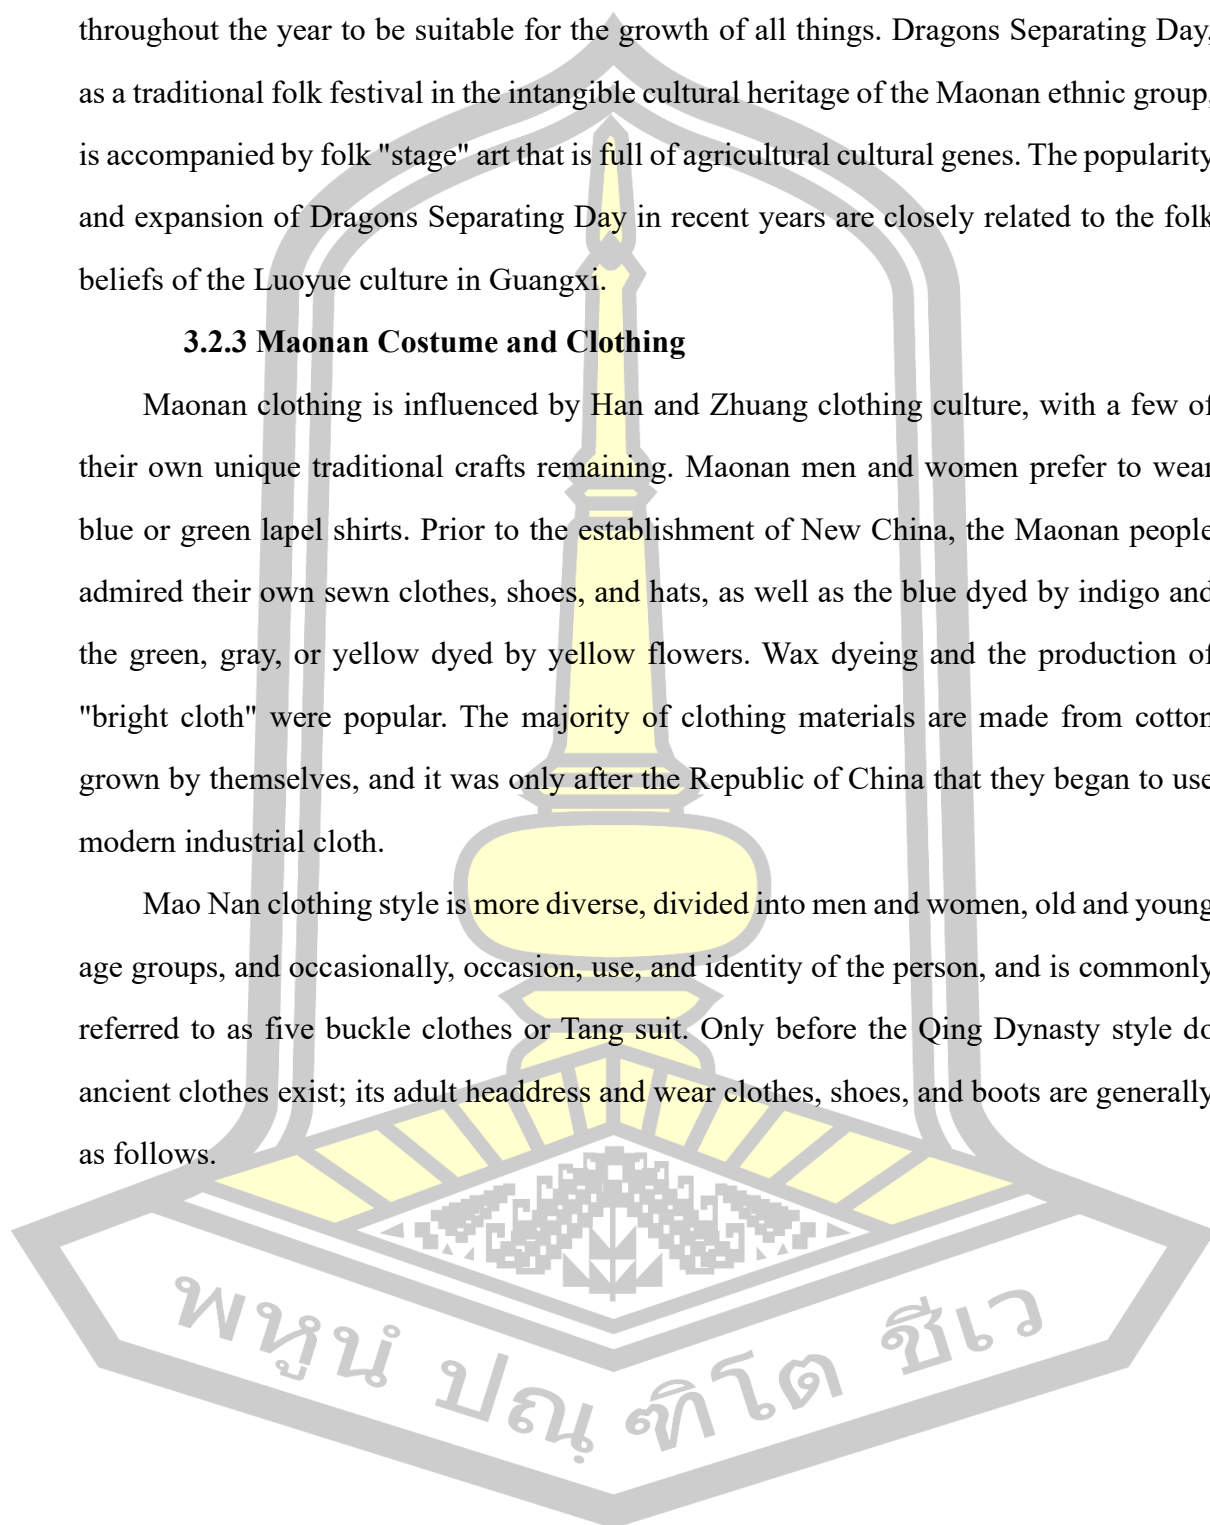 throughout the year to be suitable for the growth of all things. Dragons Separating Day,
as a traditional folk festival in the intangible cultural heritage of the Maonan ethnic group,
is accompanied by folk "stage" art that is full of agricultural cultural genes. The popularity
and expansion of Dragons Separating Day in recent years are closely related to the folk
beliefs of the Luoyue culture in Guangxi.
3.2.3 Maonan Costume and Clothing
Maonan clothing is influenced by Han and Zhuang clothing culture, with a few of
their own unique traditional crafts remaining. Maonan men and women prefer to wear
blue or green lapel shirts. Prior to the establishment of New China, the Maonan people
admired their own sewn clothes, shoes, and hats, as well as the blue dyed by indigo and
the green, gray, or yellow dyed by yellow flowers. Wax dyeing and the production of
"bright cloth" were popular. The majority of clothing materials are made from cotton
grown by themselves, and it was only after the Republic of China that they began to use
modern industrial cloth.
Mao Nan clothing style is more diverse, divided into men and women, old and young
age groups, and occasionally, occasion, use, and identity of the person, and is commonly
referred to as five buckle clothes or Tang suit. Only before the Qing Dynasty style do
ancient clothes exist; its adult headdress and wear clothes, shoes, and boots are generally
as follows.
พหูนํ ปณฺฑิโต ชีเว